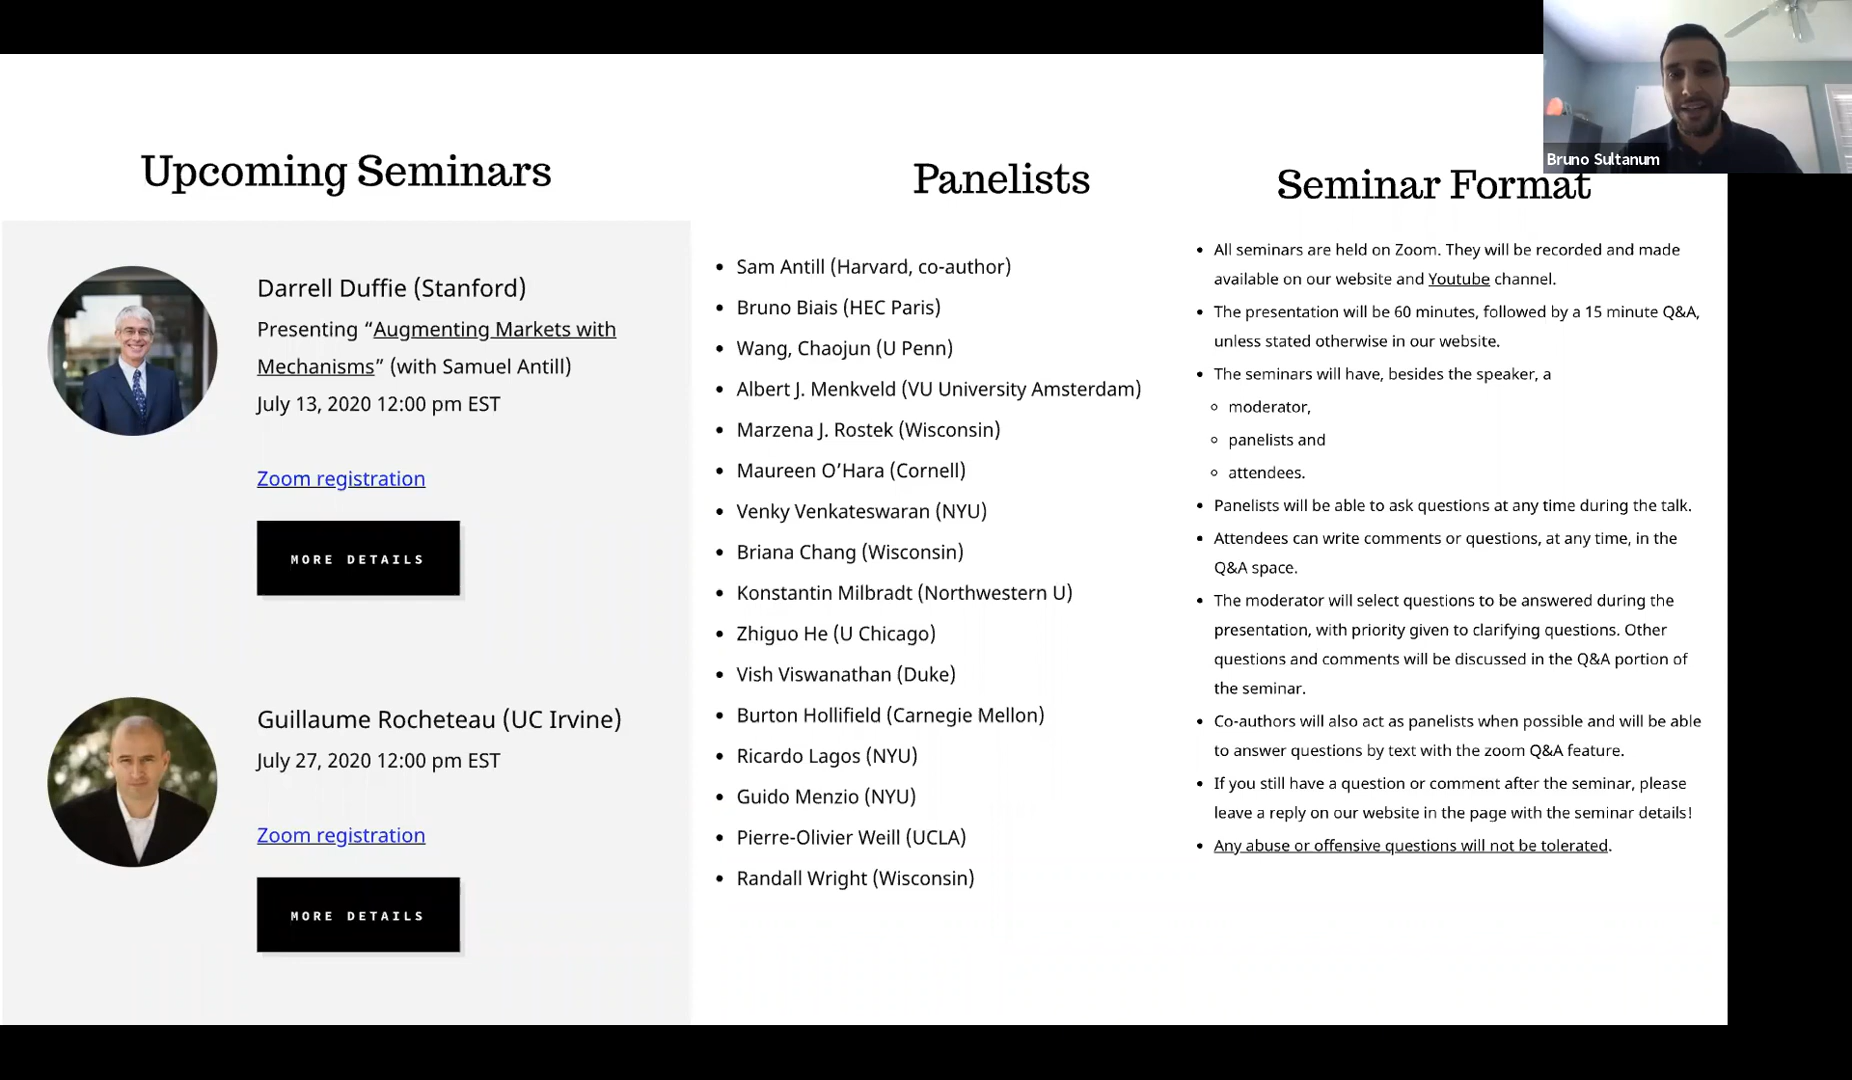 Bruno Sultanum
Upcoming Seminars
Darrell Duffie (Stanford)
Presenting “Augmenting Markets with
Mechanisms” (with Samuel Antill)
July 13, 2020 12:00 pm EST
Zoom registration
MORE DETAILS
Guillaume Rocheteau (UC Irvine)
July 27, 2020 12:00 pm EST
Zoom registration
MORE DETAILS
Panelists
• Sam Antill (Harvard, co-author)
• Bruno Biais (HEC Paris)
• Wang, Chaojun (U Penn)
• Albert J. Menkveld (VU University Amsterdam)
• Marzena J. Rostek (Wisconsin)
• Maureen O’Hara (Cornell)
• Venky Venkateswaran (NYU)
• Briana Chang (Wisconsin)
• Konstantin Milbradt (Northwestern U)
• Zhiguo He (U Chicago)
• Vish Viswanathan (Duke)
• Burton Hollifield (Carnegie Mellon)
• Ricardo Lagos (NYU)
• Guido Menzio (NYU)
• Pierre-Olivier Weill (UCLA)
• Randall Wright (Wisconsin)
Seminar Format
• All seminars are held on Zoom. They will be recorded and made
available on our website and Youtube channel.
• The presentation will be 60 minutes, followed by a 15 minute Q&A,
unless stated otherwise in our website.
• The seminars will have, besides the speaker, a
◦ moderator,
◦ panelists and
◦ attendees.
• Panelists will be able to ask questions at any time during the talk.
• Attendees can write comments or questions, at any time, in the
Q&A space.
• The moderator will select questions to be answered during the
presentation, with priority given to clarifying questions. Other
questions and comments will be discussed in the Q&A portion of
the seminar.
• Co-authors will also act as panelists when possible and will be able
to answer questions by text with the zoom Q&A feature.
• If you still have a question or comment after the seminar, please
leave a reply on our website in the page with the seminar details!
• Any abuse or offensive questions will not be tolerated.